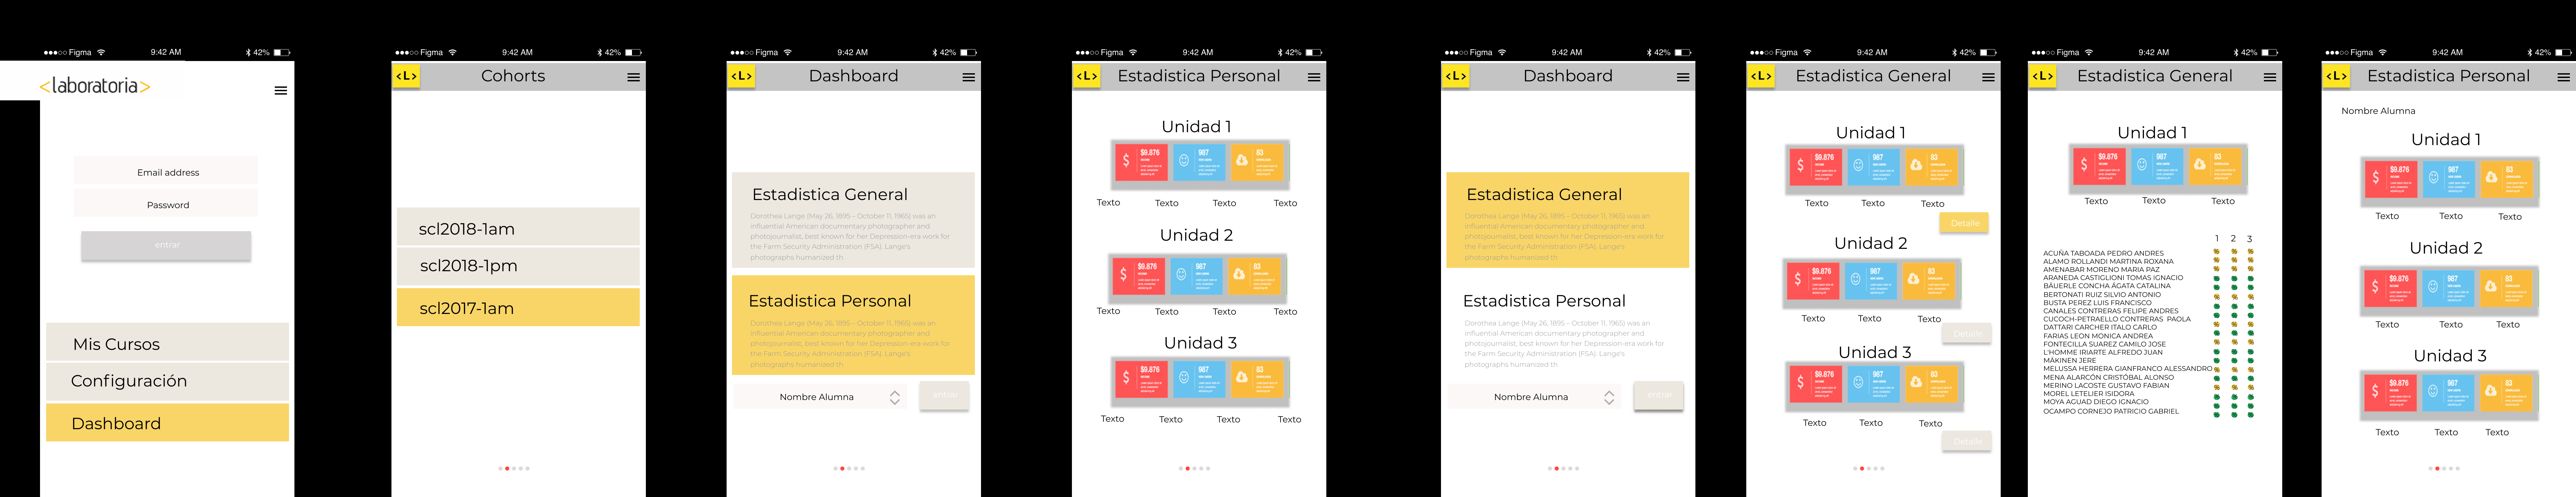 ●●●○○ Figma 9:42 AM 42%
<laboratoria>
Email address
Password
entrar
Mis Cursos
Configuración
Dashboard
●●●○○ Figma 9:42 AM 42%
<L> Cohorts
scl2018-1am
scl2018-1pm
scl2017-1am
●●●○○ Figma 9:42 AM 42%
<L> Dashboard
Estadistica General
Dorothea Lange (May 26, 1895 – October 11, 1965) was an
influential American documentary photographer and
photojournalist, best known for her Depression-era work for
the Farm Security Administration (FSA). Lange's
photographs humanized th
Estadistica Personal
Dorothea Lange (May 26, 1895 – October 11, 1965) was an
influential American documentary photographer and
photojournalist, best known for her Depression-era work for
the Farm Security Administration (FSA). Lange's
photographs humanized th
Nombre Alumna
entrar
●●●○○ Figma 9:42 AM 42%
<L> Estadistica Personal
Unidad 1
$ $9.876 987 83
Texto Texto Texto Texto
Unidad 2
$ $9.876 987 83
Texto Texto Texto Texto
Unidad 3
$ $9.876 987 83
Texto Texto Texto Texto
●●●○○ Figma 9:42 AM 42%
<L> Dashboard
Estadistica General
Dorothea Lange (May 26, 1895 – October 11, 1965) was an
influential American documentary photographer and
photojournalist, best known for her Depression-era work for
the Farm Security Administration (FSA). Lange's
photographs humanized th
Estadistica Personal
Dorothea Lange (May 26, 1895 – October 11, 1965) was an
influential American documentary photographer and
photojournalist, best known for her Depression-era work for
the Farm Security Administration (FSA). Lange's
photographs humanized th
Nombre Alumna
entrar
●●●○○ Figma 9:42 AM 42%
<L> Estadistica General
Unidad 1
$ $9.876 987 83
Texto Texto Texto
Detalle
Unidad 2
$ $9.876 987 83
Texto Texto Texto
Detalle
Unidad 3
$ $9.876 987 83
Texto Texto Texto
Detalle
●●●○○ Figma 9:42 AM 42%
<L> Estadistica General
Unidad 1
$ $9.876 987 83
Texto Texto Texto
1 2 3
ACUÑA TABOADA PEDRO ANDRES
ALAMO ROLLANDI MARTINA ROXANA
AMENABAR MORENO MARIA PAZ
ARANEDA CASTIGLIONI TOMAS IGNACIO
BÄUERLE CONCHA ÁGATA CATALINA
BERTONATI RUIZ SILVIO ANTONIO
BUSTA PEREZ LUIS FRANCISCO
CANALES CONTRERAS FELIPE ANDRES
CUCOCH-PETRAELLO CONTRERAS PAOLA
DATTARI CARCHER ITALO CARLO
FARIAS LEON MONICA ANDREA
FONTECILLA SUAREZ CAMILO JOSE
L'HOMME IRIARTE ALFREDO JUAN
MÄKINEN JERE
MELUSSA HERRERA GIANFRANCO ALESSANDRO
MENA ALARCÓN CRISTÓBAL ALONSO
MERINO LACOSTE GUSTAVO FABIAN
MOREL LETELIER ISIDORA
MOYA AGUAD DIEGO IGNACIO
OCAMPO CORNEJO PATRICIO GABRIEL
●●●○○ Figma 9:42 AM 42%
<L> Estadistica Personal
Nombre Alumna
Unidad 1
$ $9.876 987 83
Texto Texto Texto
Unidad 2
$ $9.876 987 83
Texto Texto Texto
Unidad 3
$ $9.876 987 83
Texto Texto Texto